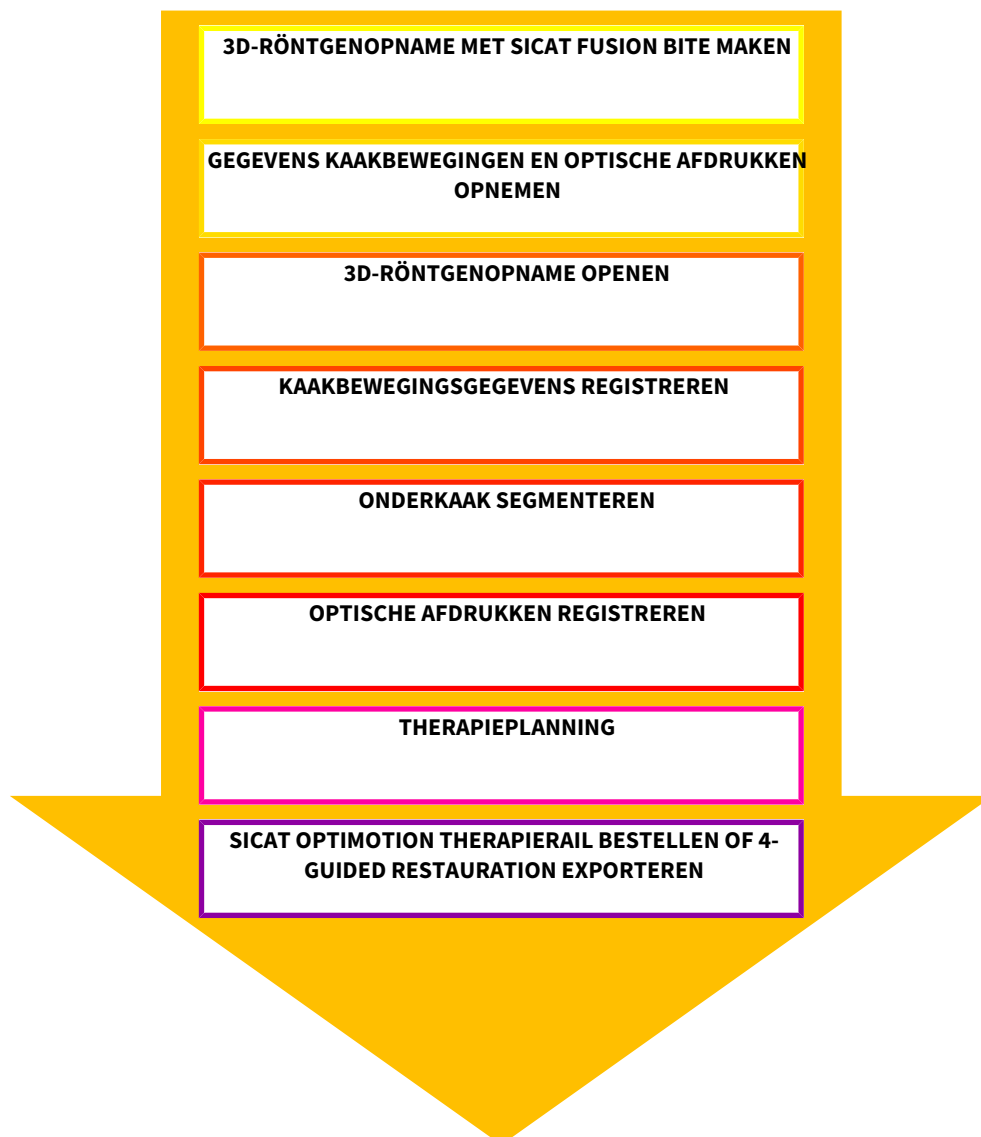 3D-RÖNTGENOPNAME MET SICAT FUSION BITE MAKEN
GEGEVENS KAAKBEWEGINGEN EN OPTISCHE AFDRUKKEN
OPNEMEN
3D-RÖNTGENOPNAME OPENEN
KAAKBEWEGINGSGEGEVENS REGISTREREN
ONDERKAAK SEGMENTEREN
OPTISCHE AFDRUKKEN REGISTREREN
THERAPIEPLANNING
SICAT OPTIMOTION THERAPIERAIL BESTELLEN OF 4-
GUIDED RESTAURATION EXPORTEREN